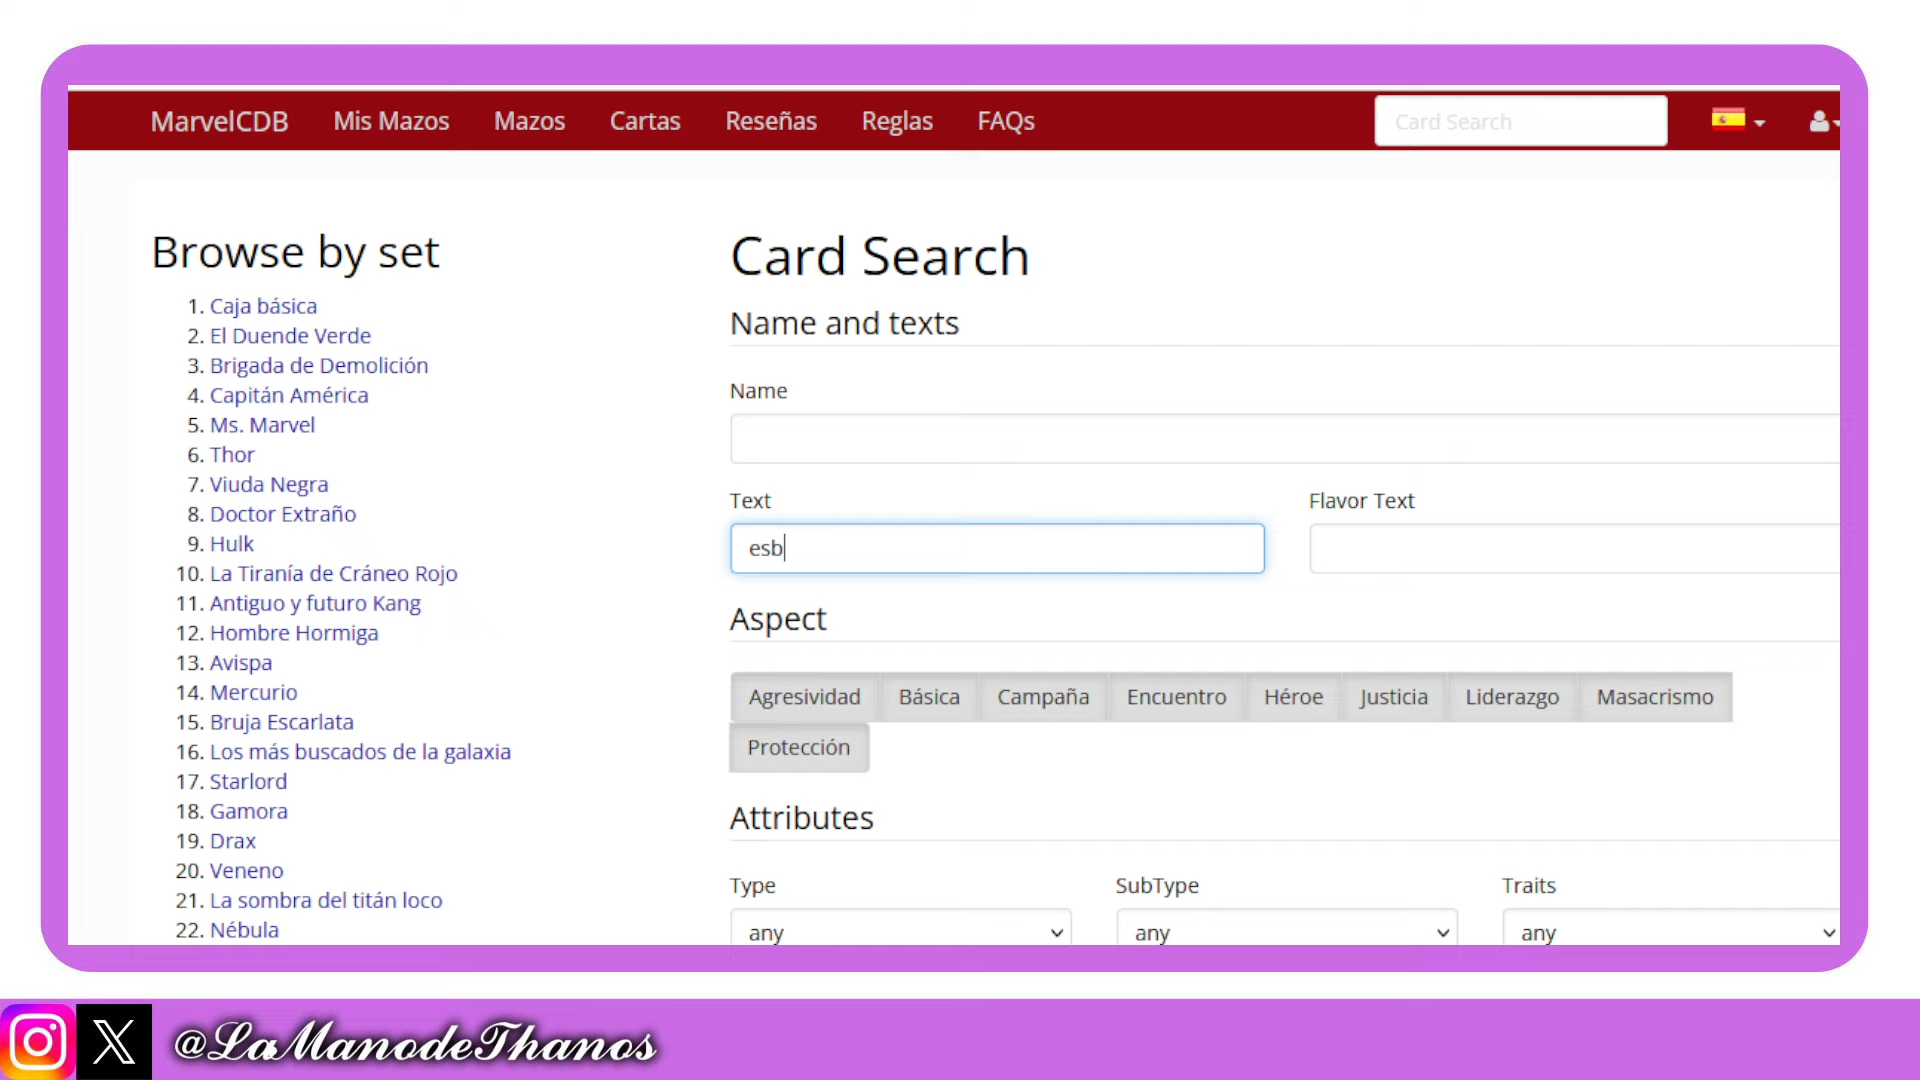 MarvelCDB Mis Mazos Mazos Cartas Reseñas Reglas FAQs Card Search
Browse by set
1. Caja básica
2. El Duende Verde
3. Brigada de Demolición
4. Capitán América
5. Ms. Marvel
6. Thor
7. Viuda Negra
8. Doctor Extraño
9. Hulk
10. La Tiranía de Cráneo Rojo
11. Antiguo y futuro Kang
12. Hombre Hormiga
13. Avispa
14. Mercurio
15. Bruja Escarlata
16. Los más buscados de la galaxia
17. Starlord
18. Gamora
19. Drax
20. Veneno
21. La sombra del titán loco
22. Nébula
Card Search
Name and texts
Name
Text Flavor Text
esb
Aspect
Agresividad Básica Campaña Encuentro Héroe Justicia Liderazgo Masacrismo
Protección
Attributes
Type SubType Traits
any any any
@LaManodeThanos